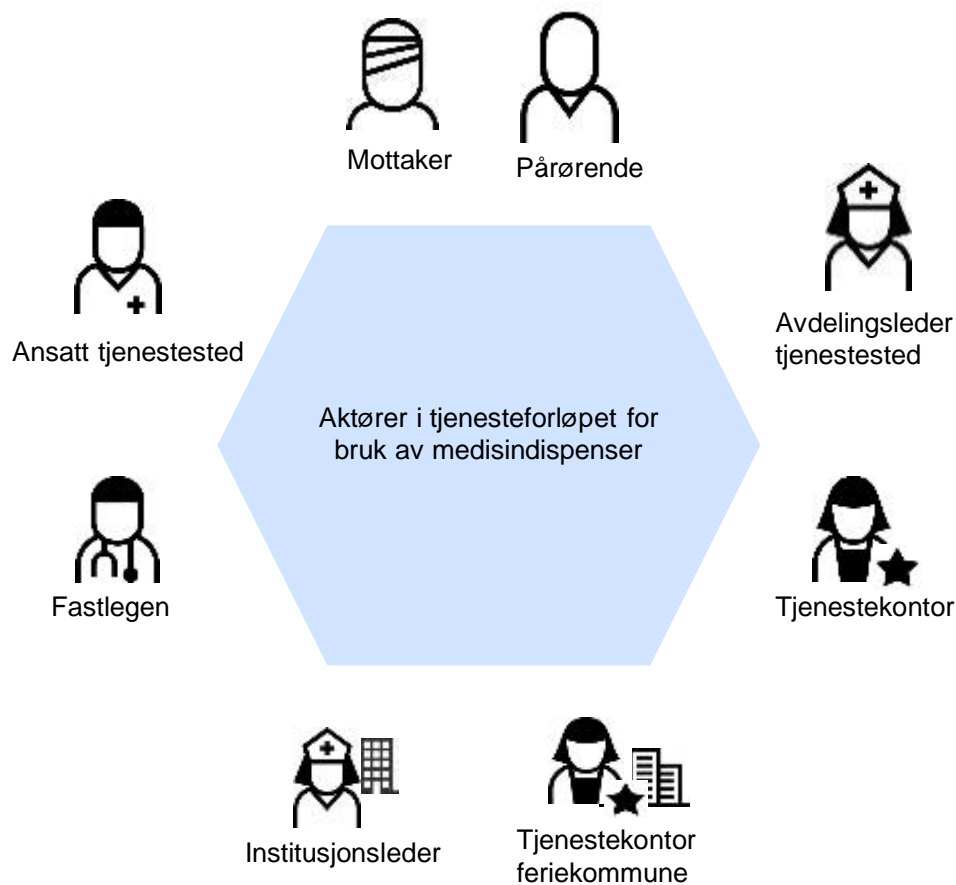 Mottaker
Pårørende
Ansatt tjenestested
Avdelingsleder
tjenestested
Aktører i tjenesteforløpet for
bruk av medisindispenser
Fastlegen
Tjenestekontor
Institusjonsleder
Tjenestekontor
feriekommune